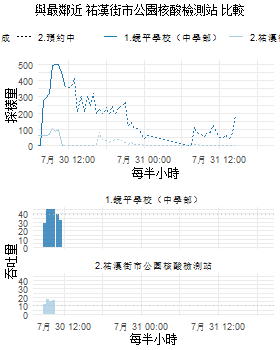 與最鄰近 祐漢街市公園核酸檢測站 比較
成 2.預約中 1.鏡平學校（中學部） 2.祐漢
採樣量
500
400
300
200
100
0
7月 30 12:00 7月 31 00:00 7月 31 12:00
每半小時
吞吐量
1.鏡平學校（中學部）
40
30
20
10
0
2.祐漢街市公园核酸檢測站
40
30
20
10
0
7月 30 12:00 7月 31 00:00 7月 31 12:00
每半小時